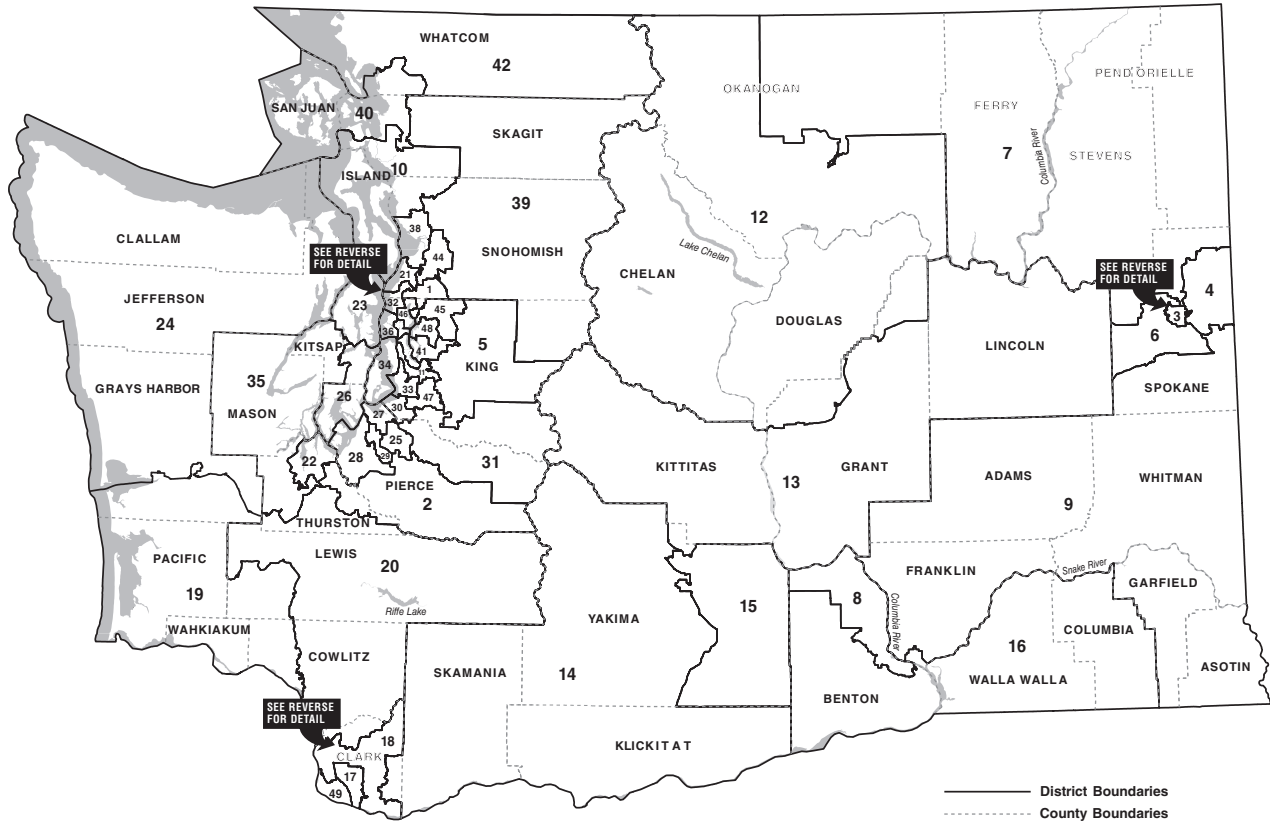 WHATCOM
42
OKANOGAN
PEND ORIELLE
SAN JUAN
40
FERRY
SKAGIT
7
Columbia River
STEVENS
ISLAND
10
39
12
38
CLALLAM
SNOHOMISH
44
Lake Chelan
SEE REVERSE
FOR DETAIL
21
CHELAN
SEE REVERSE
FOR DETAIL
1
4
JEFFERSON
23
32
45
46
3
24
DOUGLAS
36
48
6
KITSAP
5
LINCOLN
41
34
KING
35
GRAYS HARBOR
33
SPOKANE
26
47
MASON
27
30
25
22
28
29
31
KITTITAS
GRANT
ADAMS
WHITMAN
PIERCE
13
2
9
THURSTON
LEWIS
PACIFIC
20
FRANKLIN
Snake River
GARFIELD
19
Riffe Lake
15
8
Columbia River
YAKIMA
WAHKIAKUM
COLUMBIA
16
COWLITZ
SKAMANIA
14
ASOTIN
WALLA WALLA
BENTON
SEE REVERSE
FOR DETAIL
18
KLICKITAT
CLARK
17
49
District Boundaries
County Boundaries